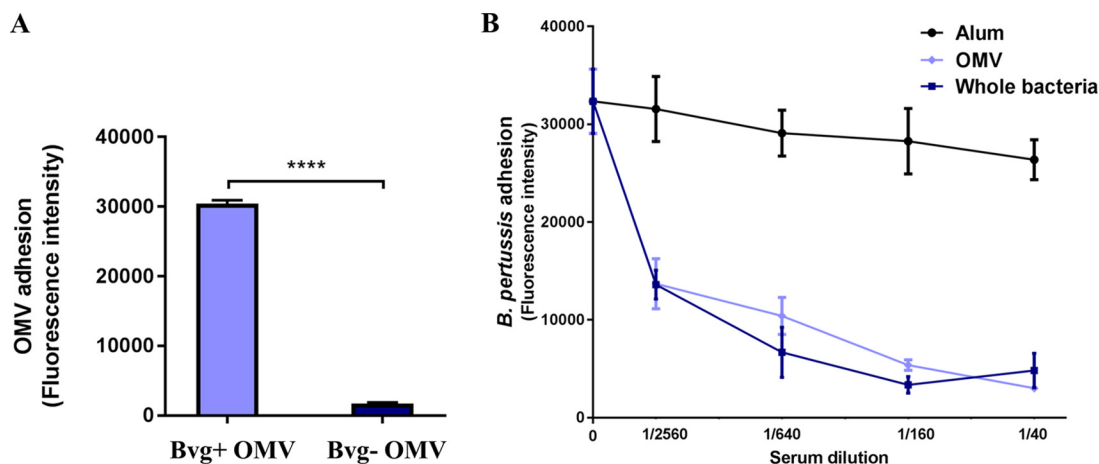 A
OMV adhesion
(Fluorescence intensity)
40000
30000
20000
10000
0
****
Bvg+ OMV
Bvg- OMV
B
B. pertussis adhesion
(Fluorescence intensity)
40000
30000
20000
10000
0
Alum
OMV
Whole bacteria
0
1/2560
1/640
1/160
1/40
Serum dilution